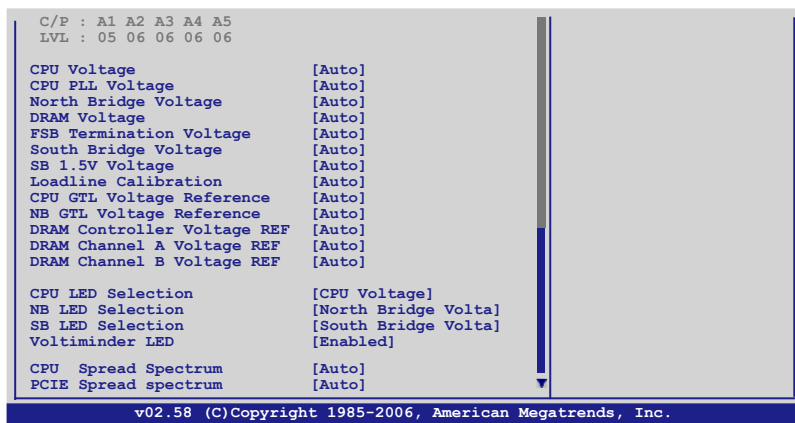 C/P : A1 A2 A3 A4 A5
LVL : 05 06 06 06 06
CPU Voltage [Auto]
CPU PLL Voltage [Auto]
North Bridge Voltage [Auto]
DRAM Voltage [Auto]
FSB Termination Voltage [Auto]
South Bridge Voltage [Auto]
SB 1.5V Voltage [Auto]
Loadline Calibration [Auto]
CPU GTL Voltage Reference [Auto]
NB GTL Voltage Reference [Auto]
DRAM Controller Voltage REF [Auto]
DRAM Channel A Voltage REF [Auto]
DRAM Channel B Voltage REF [Auto]
CPU LED Selection [CPU Voltage]
NB LED Selection [North Bridge Volta]
SB LED Selection [South Bridge Volta]
Voltiminder LED [Enabled]
CPU Spread Spectrum [Auto]
PCIE Spread spectrum [Auto]
v02.58 (C)Copyright 1985-2006, American Megatrends, Inc.